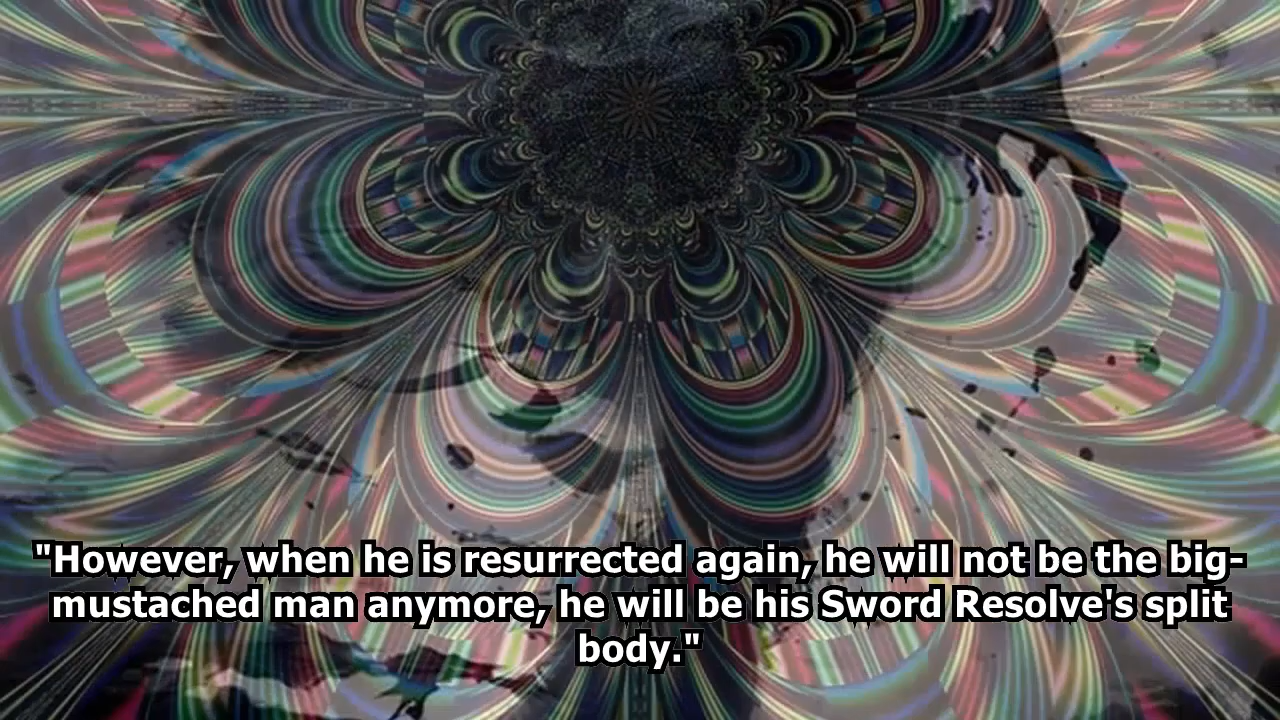 "However, when he is resurrected again, he will not be the big-
mustached man anymore, he will be his Sword Resolve's split
body."